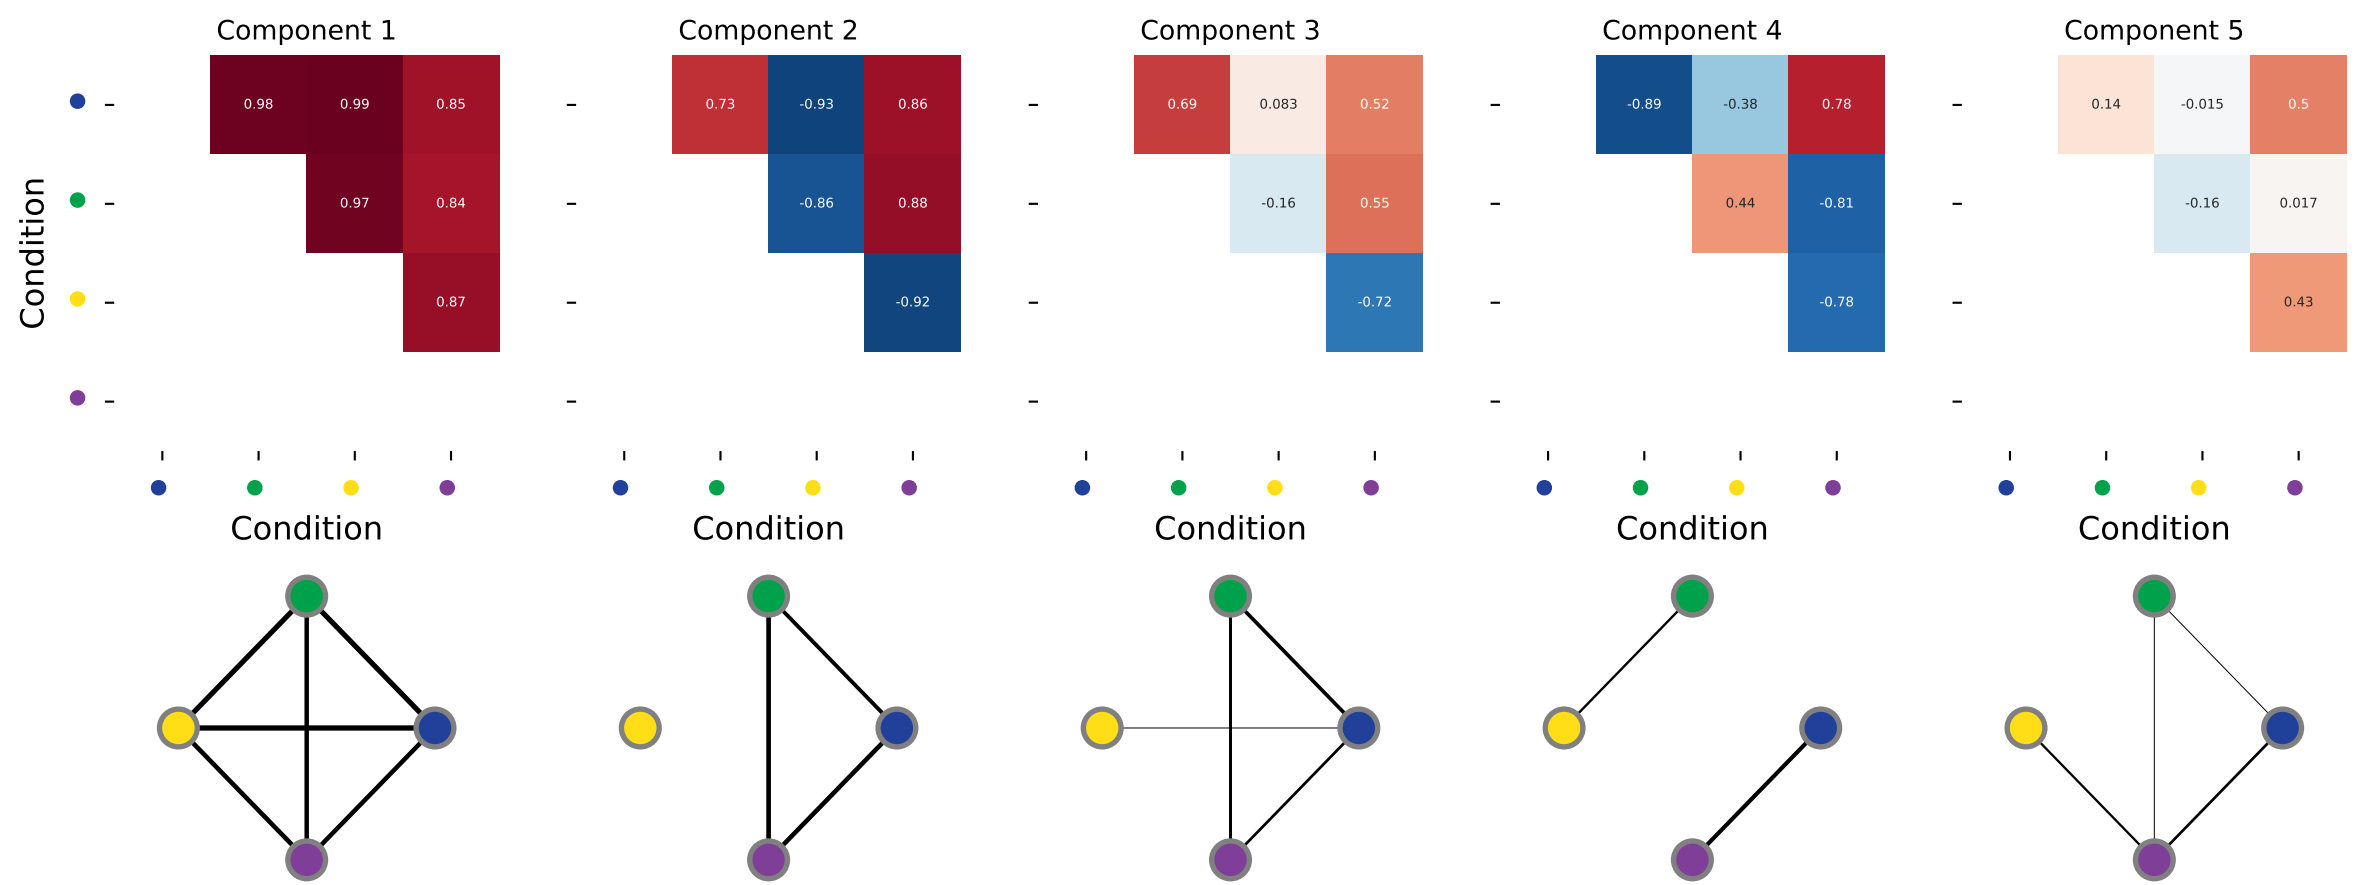 Component 1 Component 2 Component 3 Component 4 Component 5
0.98 0.99 0.85 0.73 -0.93 0.86 0.69 0.083 0.52 -0.89 -0.38 0.78 0.14 -0.015 0.5
0.97 0.84 -0.86 0.88 -0.16 0.55 0.44 -0.81 -0.16 0.017
0.87 -0.92 -0.72 -0.78 0.43
Condition
Condition Condition Condition Condition Condition